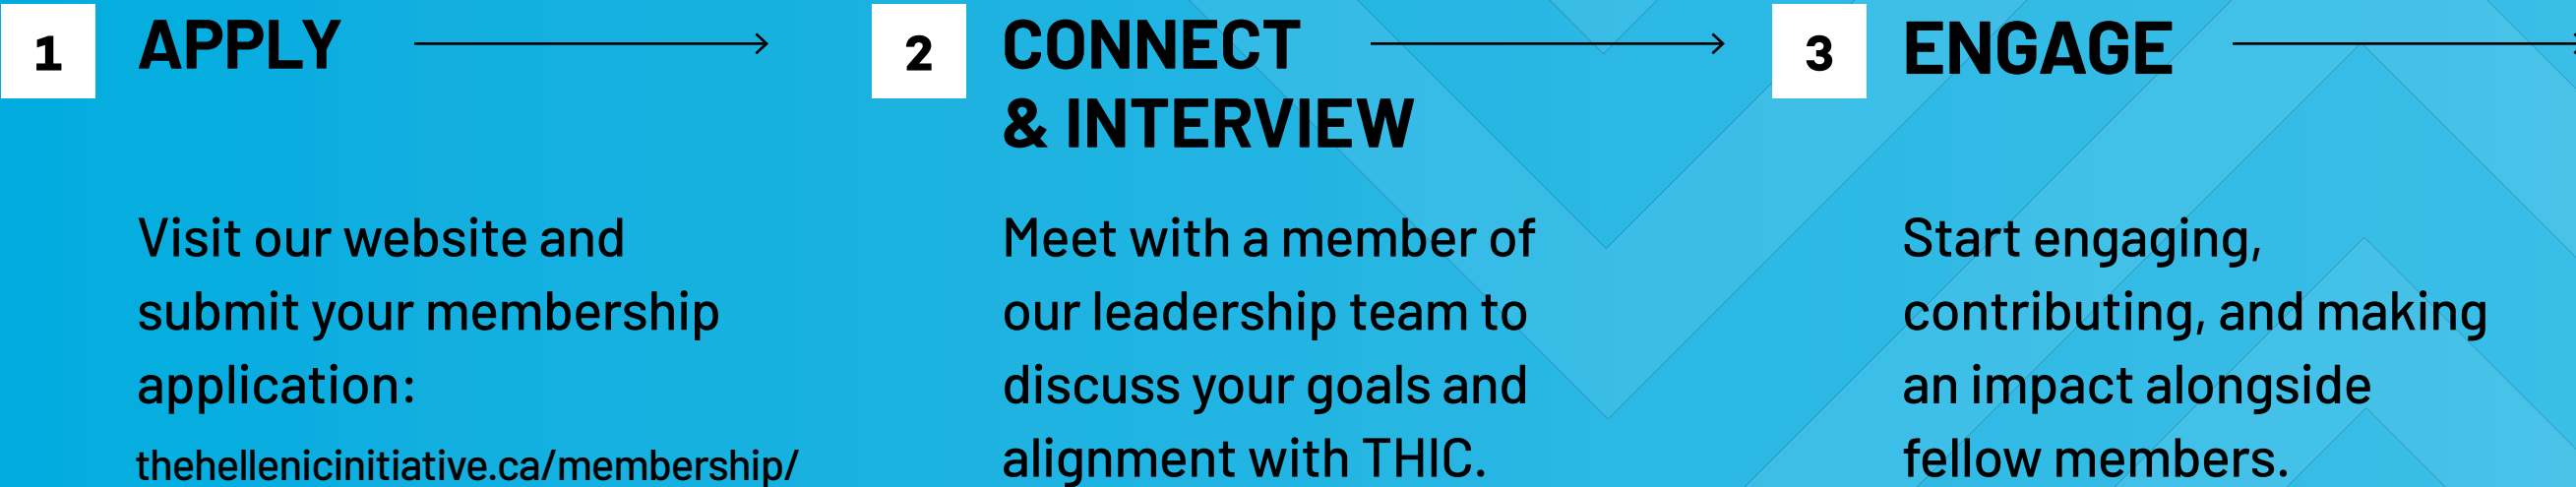 1
APPLY
Visit our website and
submit your membership
application:
thehellenicinitiative.ca/membership/
2
CONNECT
& INTERVIEW
Meet with a member of
our leadership team to
discuss your goals and
alignment with THIC.
3
ENGAGE
Start engaging,
contributing, and making
an impact alongside
fellow members.